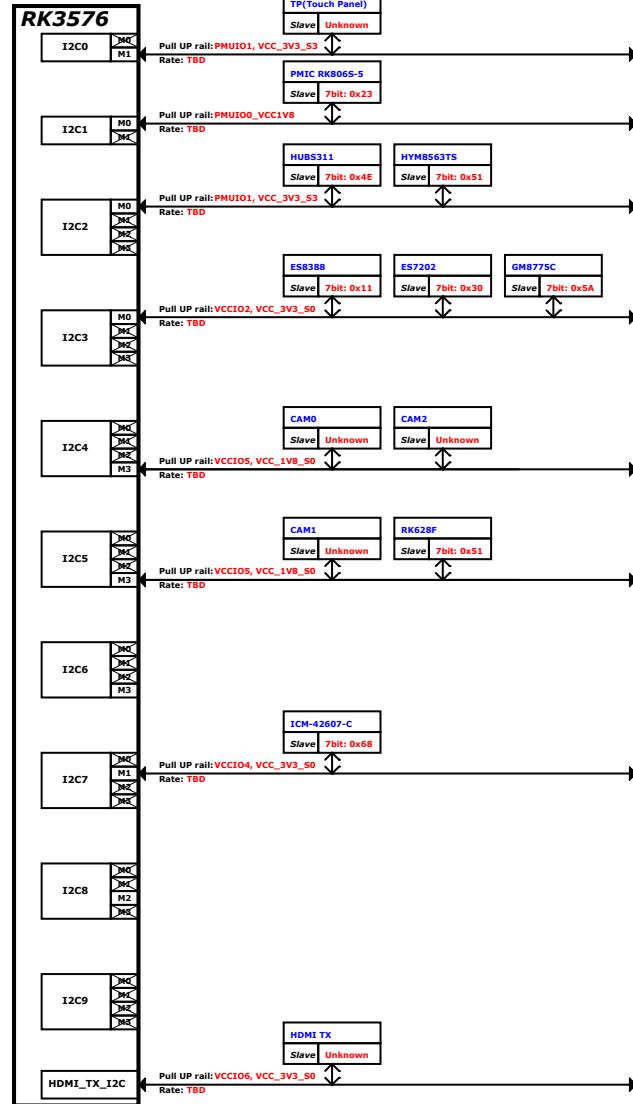 TP(Touch Panel)
RK3576
Slave Unknown
I2C0
M0
M1
Pull UP rail: PMUIO1, VCC_3V3_S3
Rate: TBD
PMIC RK806S-5
Slave 7bit: 0x23
I2C1
M0
M1
Pull UP rail: PMUIO0_VCC1V8
Rate: TBD
HUBS311
HYM8563TS
Slave 7bit: 0x4E
Slave 7bit: 0x51
I2C2
M0
M1
M2
M3
Pull UP rail: PMUIO1, VCC_3V3_S3
Rate: TBD
ES8388
ES7202
GM8775C
Slave 7bit: 0x11
Slave 7bit: 0x30
Slave 7bit: 0x5A
I2C3
M0
M1
M2
M3
Pull UP rail: VCCIO2, VCC_3V3_S0
Rate: TBD
CAM0
CAM2
Slave Unknown
Slave Unknown
I2C4
M0
M1
M2
M3
Pull UP rail: VCCIO5, VCC_1V8_S0
Rate: TBD
CAM1
RK628F
Slave Unknown
Slave 7bit: 0x51
I2C5
M0
M1
M2
M3
Pull UP rail: VCCIO5, VCC_1V8_S0
Rate: TBD
I2C6
M0
M1
M2
M3
ICM-42607-C
Slave 7bit: 0x68
I2C7
M0
M1
M2
M3
Pull UP rail: VCCIO4, VCC_3V3_S0
Rate: TBD
I2C8
M0
M1
M2
M3
I2C9
M0
M1
M2
M3
HDMI TX
Slave Unknown
HDMI_TX_I2C
Pull UP rail: VCCIO6, VCC_3V3_S0
Rate: TBD